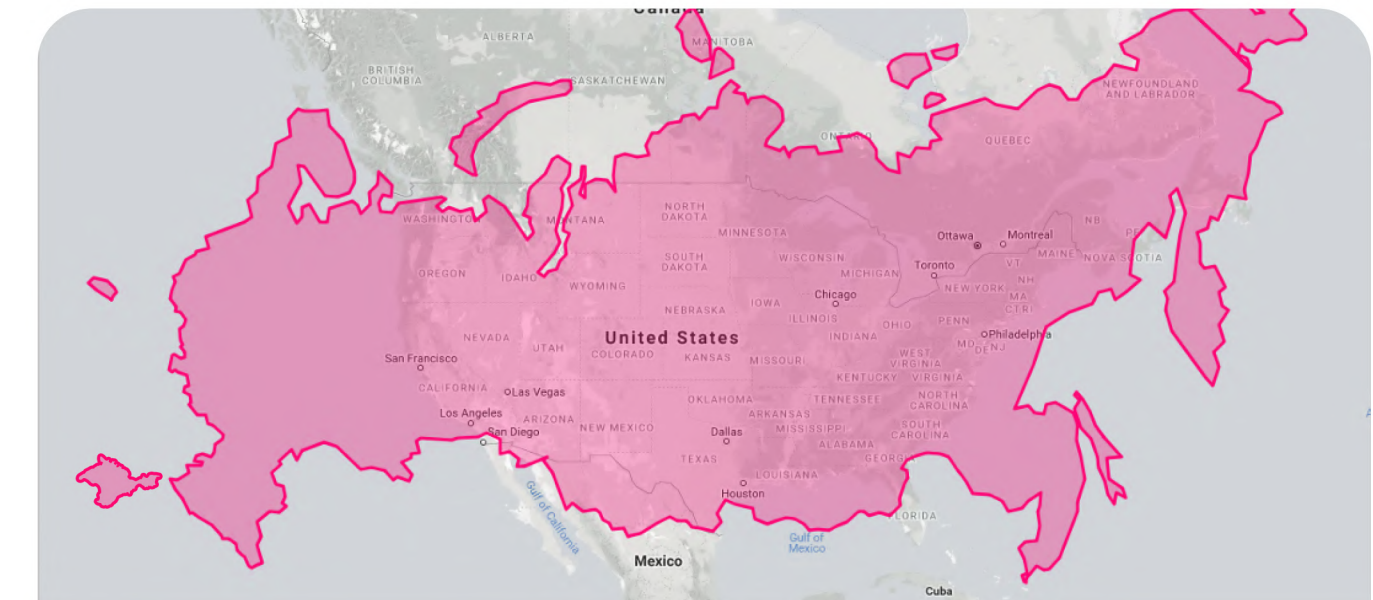 Canada
ALBERTA
MANITOBA
BRITISH
COLUMBIA
SASKATCHEWAN
NEWFOUNDLAND
AND LABRADOR
ONTARIO
QUEBEC
WASHINGTON
MONTANA
NORTH
DAKOTA
MINNESOTA
NB
Ottawa
Montreal
MAINE
NOVA SCOTIA
OREGON
IDAHO
SOUTH
DAKOTA
WISCONSIN
MICHIGAN
Toronto
VT
NH
WYOMING
NEW YORK
MA
CT RI
Chicago
IOWA
NEBRASKA
ILLINOIS
OHIO
PENN
INDIANA
Philadelphia
MD
DE NJ
NEVADA
UTAH
United States
COLORADO
KANSAS
MISSOURI
WEST
VIRGINIA
San Francisco
KENTUCKY
VIRGINIA
CALIFORNIA
Las Vegas
OKLAHOMA
TENNESSEE
NORTH
CAROLINA
Los Angeles
ARIZONA
NEW MEXICO
ARKANSAS
MISSISSIPPI
SOUTH
CAROLINA
San Diego
Dallas
ALABAMA
TEXAS
GEORGIA
LOUISIANA
Houston
Gulf of California
FLORIDA
Gulf of
Mexico
Mexico
Cuba